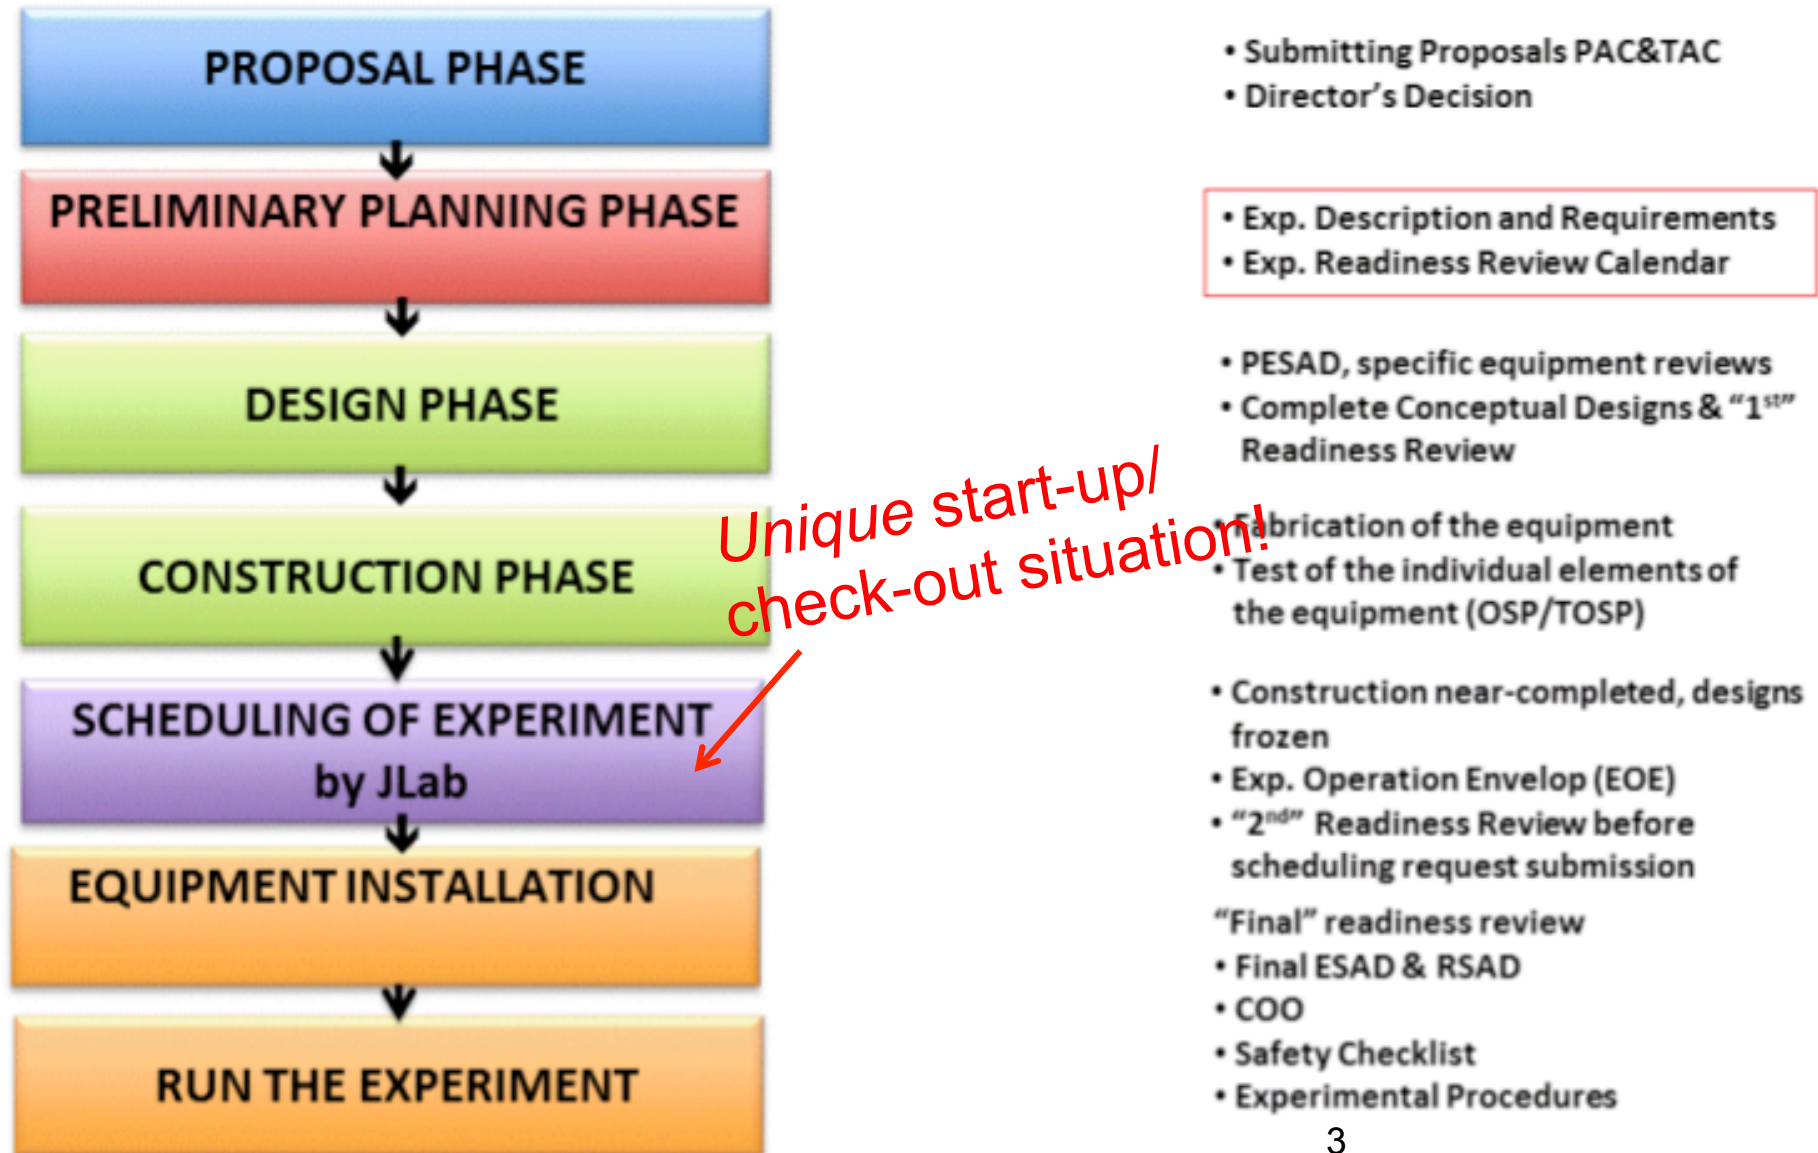 PROPOSAL PHASE
• Submitting Proposals PAC&TAC
• Director’s Decision
PRELIMINARY PLANNING PHASE
• Exp. Description and Requirements
• Exp. Readiness Review Calendar
DESIGN PHASE
• PESAD, specific equipment reviews
• Complete Conceptual Designs & “1st”
Readiness Review
Unique start-up/
check-out situation!
CONSTRUCTION PHASE
• Fabrication of the equipment
• Test of the individual elements of
the equipment (OSP/TOSP)
SCHEDULING OF EXPERIMENT
by JLab
• Construction near-completed, designs
frozen
• Exp. Operation Envelop (EOE)
• “2nd” Readiness Review before
scheduling request submission
EQUIPMENT INSTALLATION
“Final” readiness review
• Final ESAD & RSAD
• COO
• Safety Checklist
• Experimental Procedures
RUN THE EXPERIMENT
3